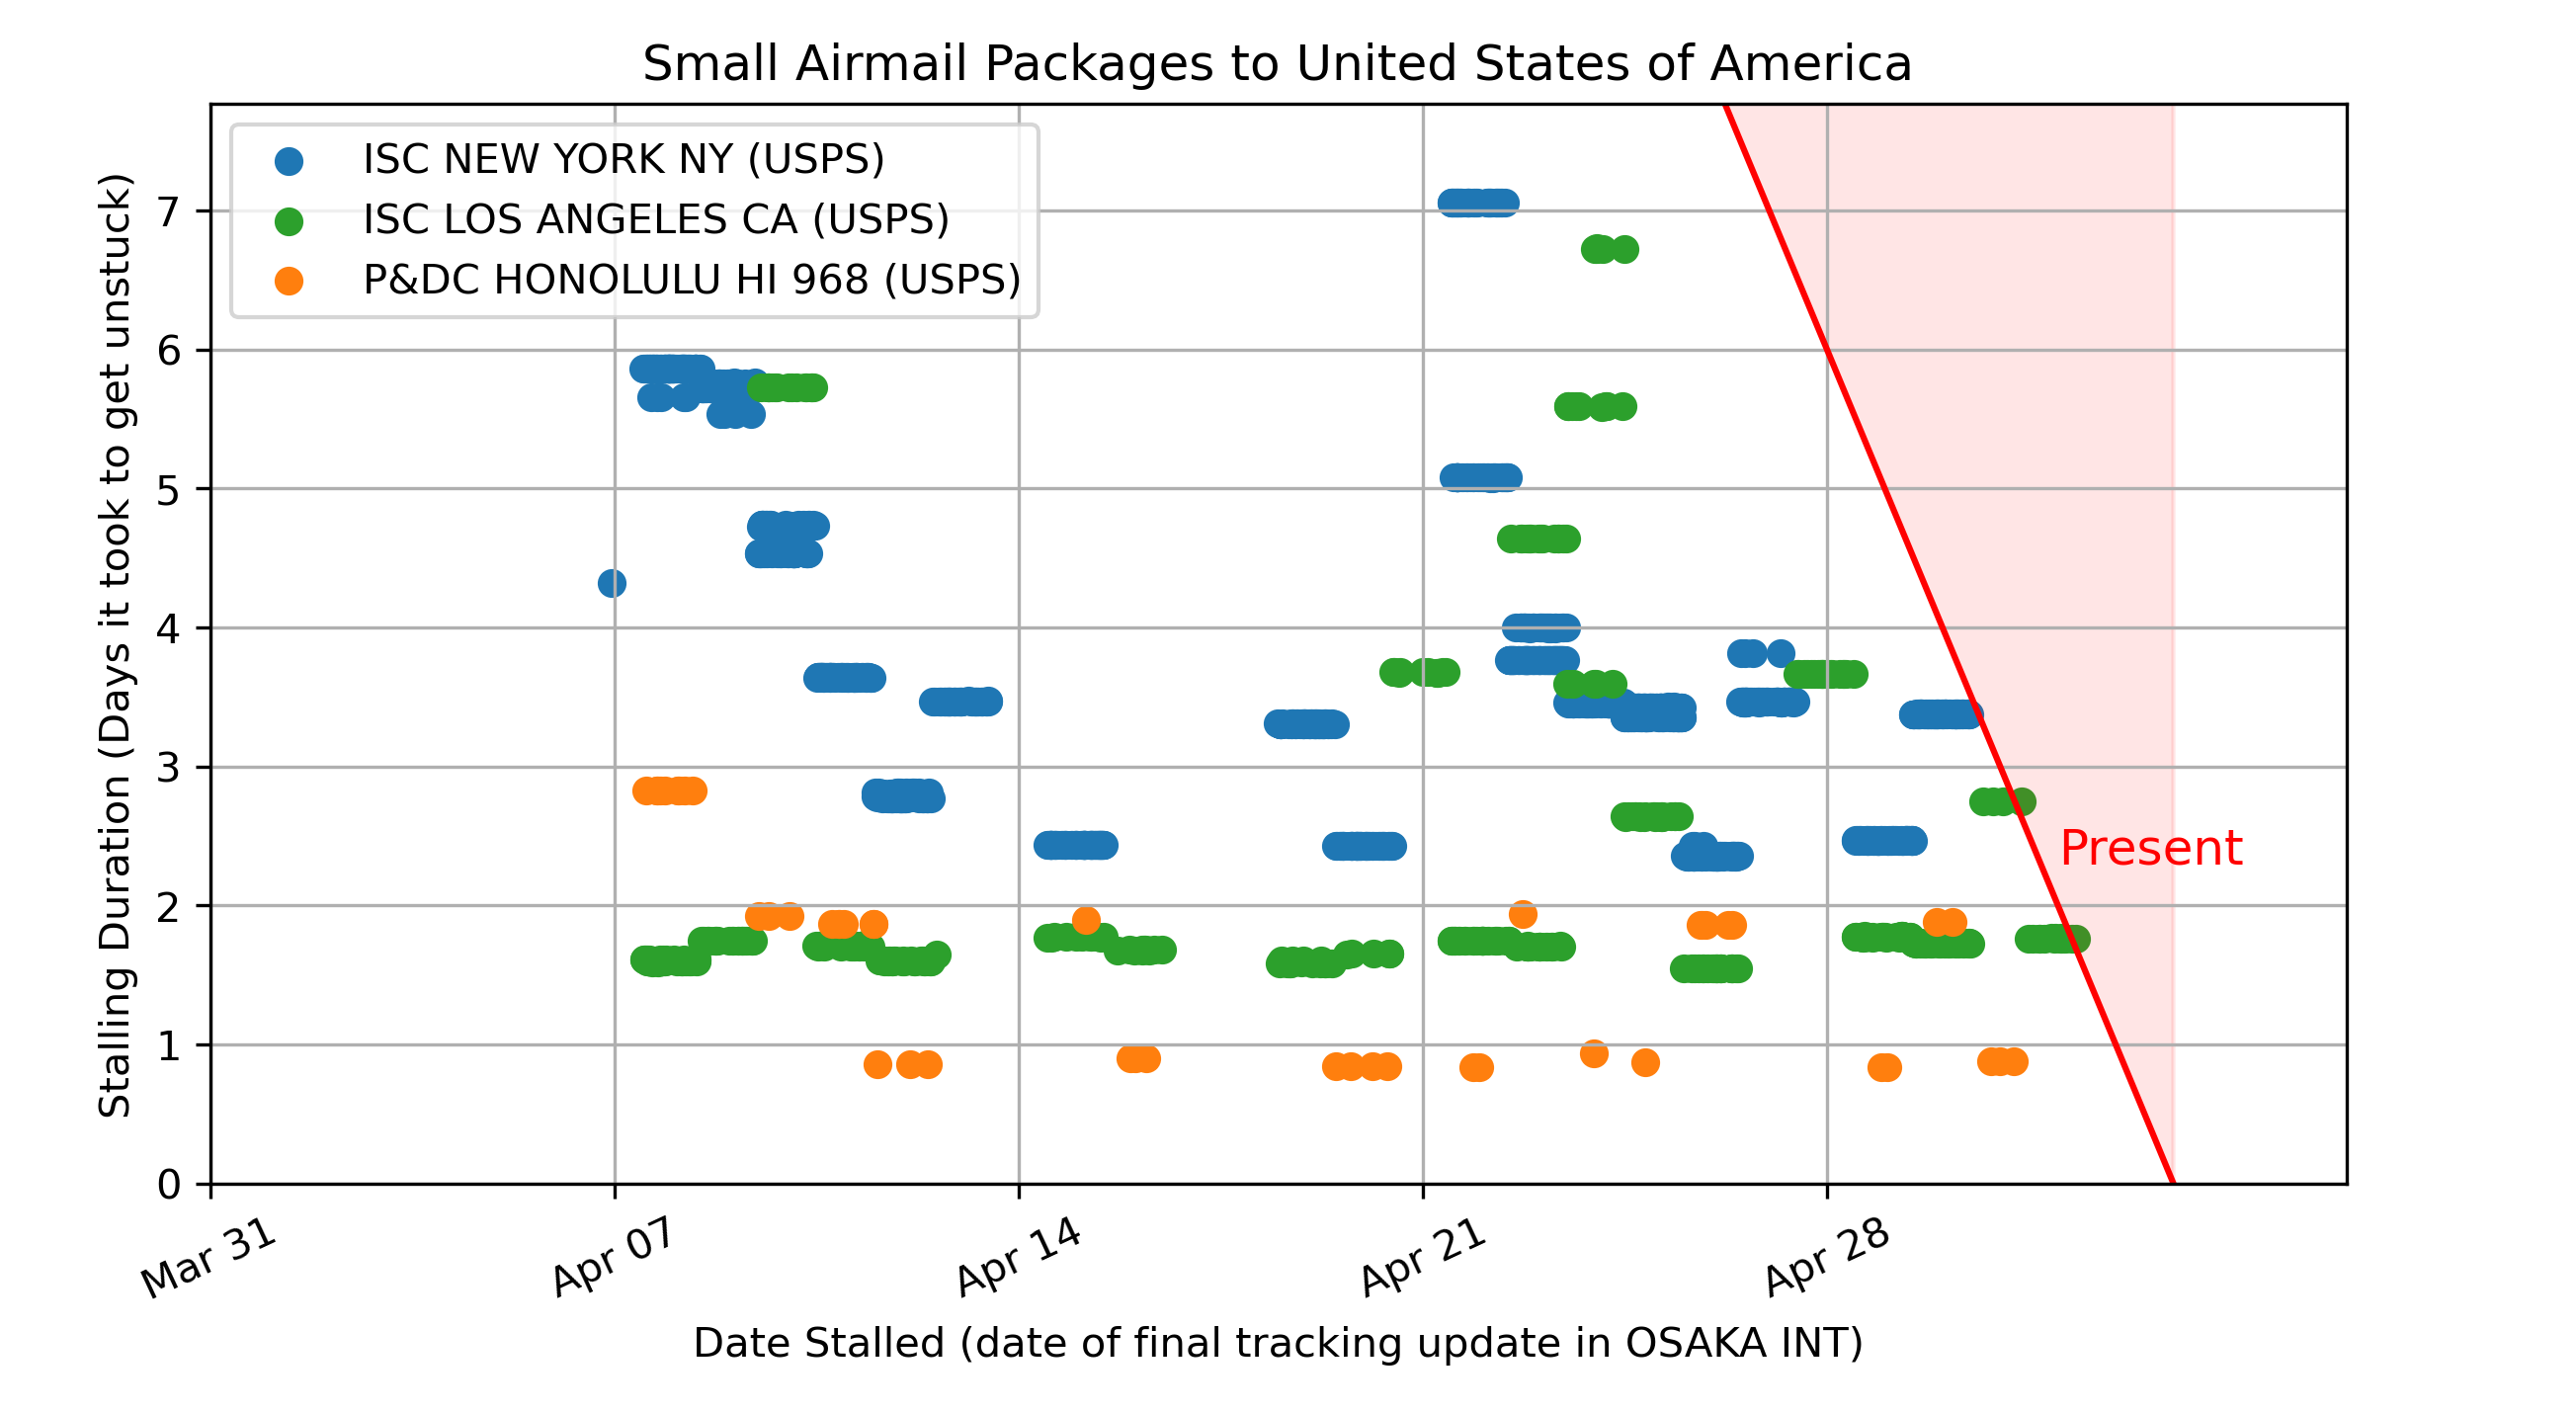 Small Airmail Packages to United States of America
ISC NEW YORK NY (USPS)
ISC LOS ANGELES CA (USPS)
P&DC HONOLULU HI 968 (USPS)
Stalling Duration (Days it took to get unstuck)
7
6
5
4
3
2
1
0
Present
Mar 31
Apr 07
Apr 14
Apr 21
Apr 28
Date Stalled (date of final tracking update in OSAKA INT)